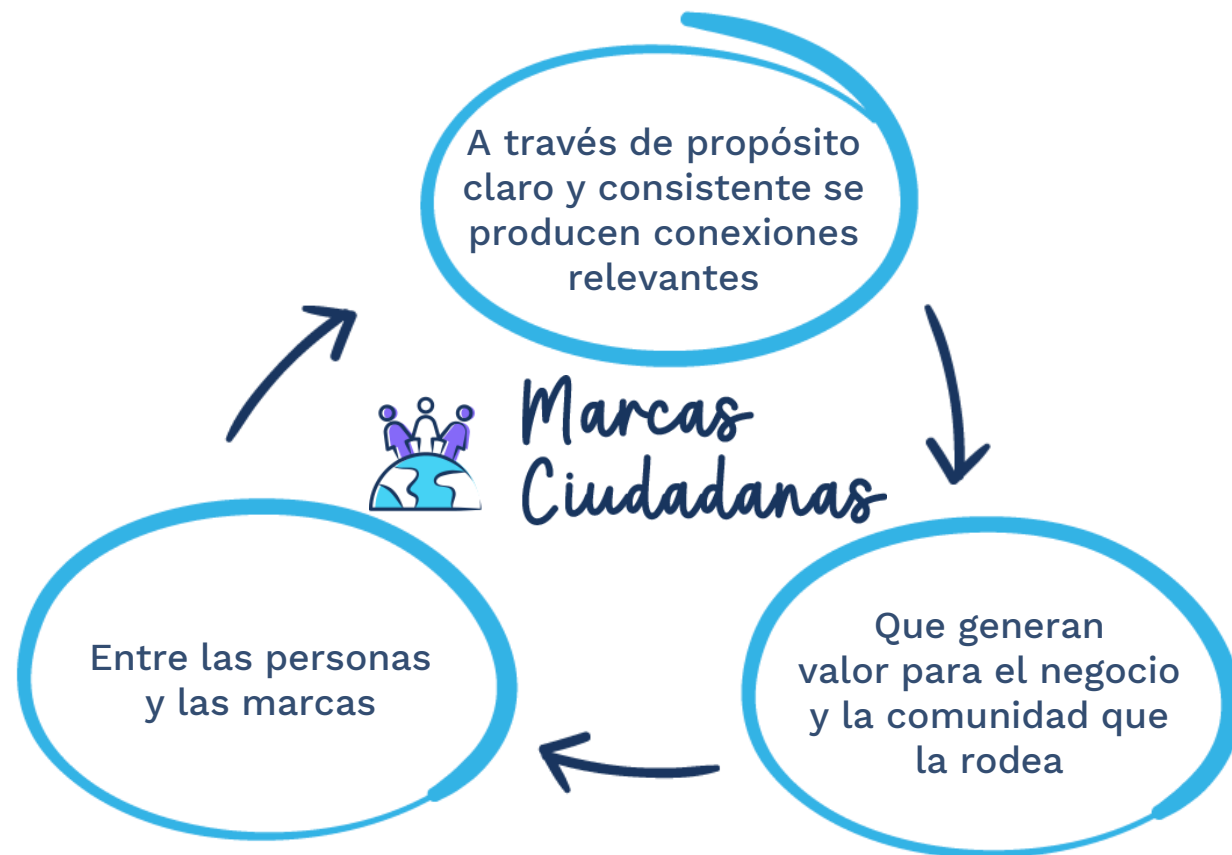 A través de propósito
claro y consistente se
producen conexiones
relevantes
Marcas
Ciudadanas
Que generan
valor para el negocio
y la comunidad que
la rodea
Entre las personas
y las marcas